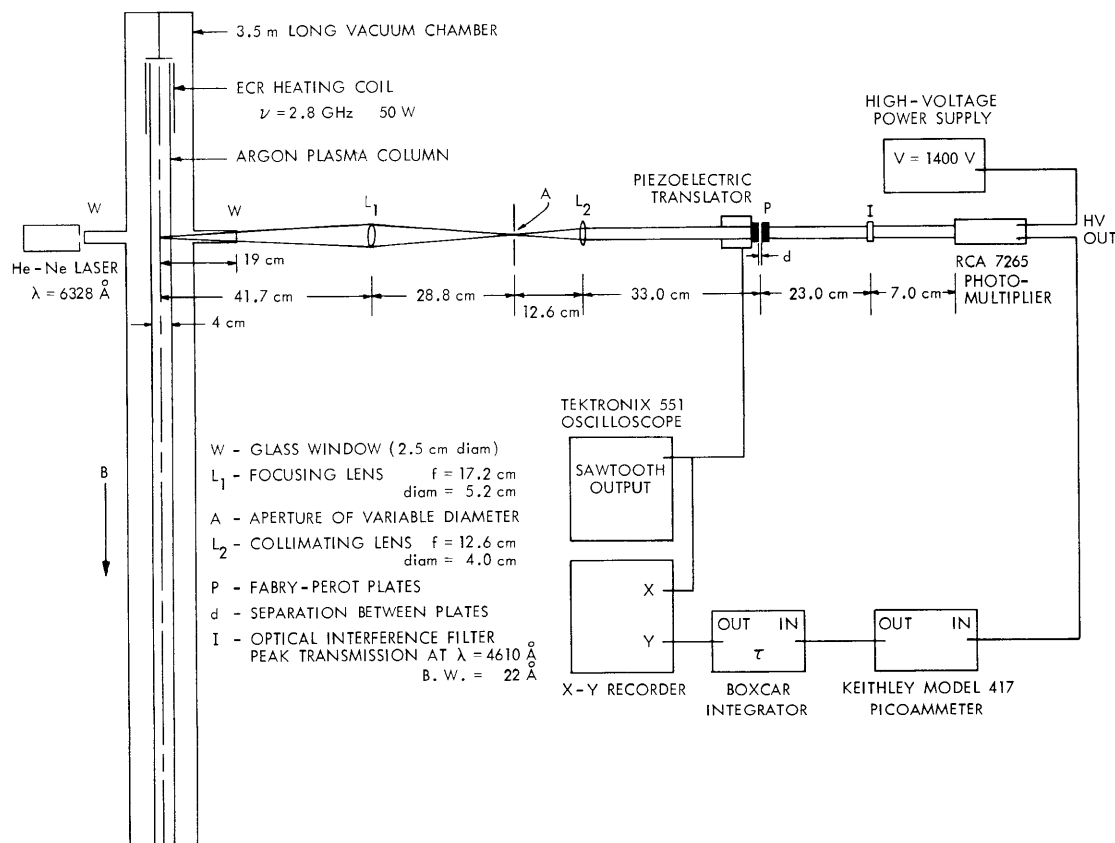 3.5 m LONG VACUUM CHAMBER
ECR HEATING COIL
ν = 2.8 GHz 50 W
ARGON PLASMA COLUMN
HIGH-VOLTAGE
POWER SUPPLY
V = 1400 V
PIEZOELECTRIC
TRANSLATOR
W
W
L1
A
L2
P
I
HV
OUT
He-Ne LASER
λ = 6328 Å
d
RCA 7265
PHOTO-
MULTIPLIER
19 cm
41.7 cm
28.8 cm
12.6 cm
33.0 cm
23.0 cm
7.0 cm
4 cm
B
W - GLASS WINDOW (2.5 cm diam)
L1 - FOCUSING LENS f = 17.2 cm
diam = 5.2 cm
A - APERTURE OF VARIABLE DIAMETER
L2 - COLLIMATING LENS f = 12.6 cm
diam = 4.0 cm
P - FABRY-PEROT PLATES
d - SEPARATION BETWEEN PLATES
I - OPTICAL INTERFERENCE FILTER
PEAK TRANSMISSION AT λ = 4610 Å
B. W. = 22 Å
TEKTRONIX 551
OSCILLOSCOPE
SAWTOOTH
OUTPUT
X
Y
X-Y RECORDER
OUT IN
τ
BOXCAR
INTEGRATOR
OUT IN
KEITHLEY MODEL 417
PICOAMMETER